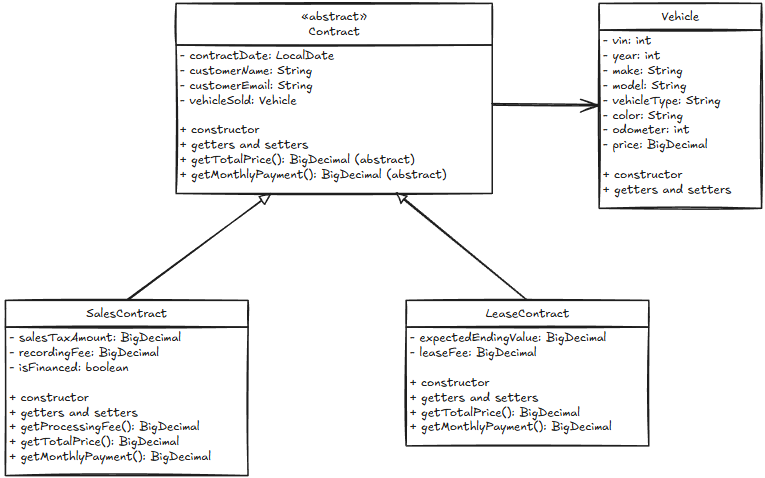 «abstract»
Contract
- contractDate: LocalDate
- customerName: String
- customerEmail: String
- vehicleSold: Vehicle
+ constructor
+ getters and setters
+ getTotalPrice(): BigDecimal (abstract)
+ getMonthlyPayment(): BigDecimal (abstract)
Vehicle
- vin: int
- year: int
- make: String
- model: String
- vehicleType: String
- color: String
- odometer: int
- price: BigDecimal
+ constructor
+ getters and setters
SalesContract
- salesTaxAmount: BigDecimal
- recordingFee: BigDecimal
- isFinanced: boolean
+ constructor
+ getters and setters
+ getProcessingFee(): BigDecimal
+ getTotalPrice(): BigDecimal
+ getMonthlyPayment(): BigDecimal
LeaseContract
- expectedEndingValue: BigDecimal
- leaseFee: BigDecimal
+ constructor
+ getters and setters
+ getTotalPrice(): BigDecimal
+ getMonthlyPayment(): BigDecimal